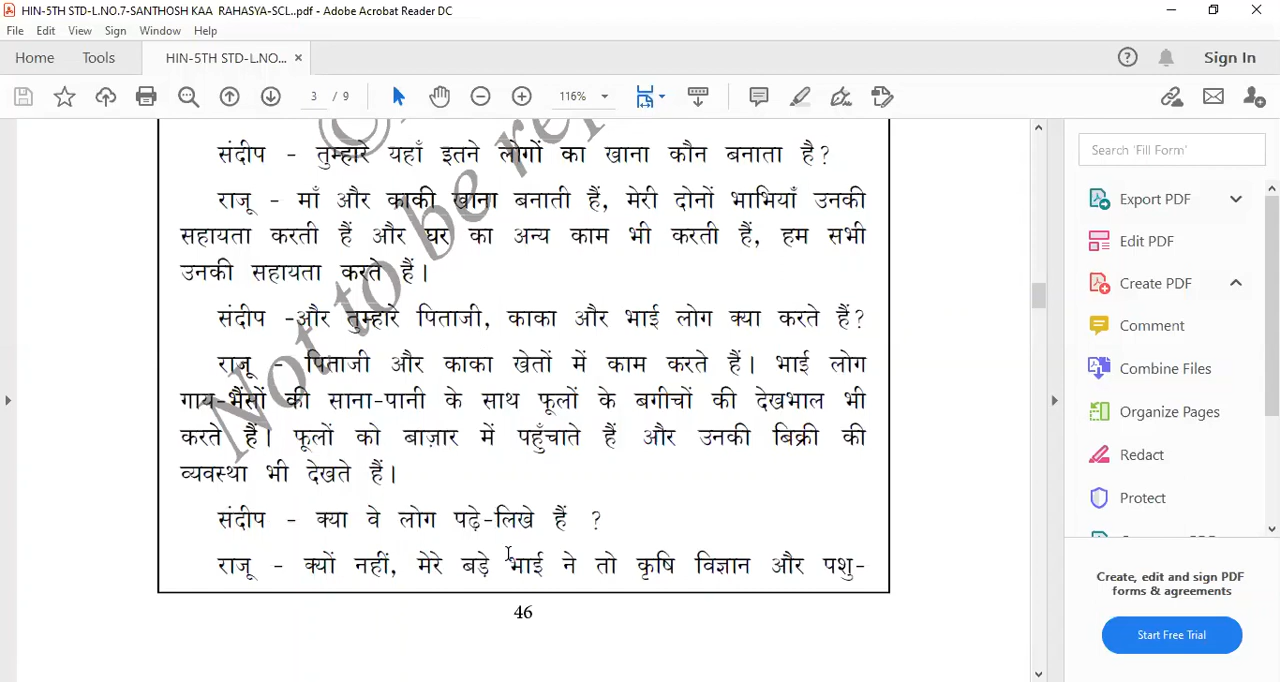 HIN-5TH STD-L.NO.7-SANTHOSH KAA RAHASYA-SCL..pdf - Adobe Acrobat Reader DC
File Edit View Sign Window Help
Home Tools HIN-5TH STD-L.NO... × Sign In
3 / 9 116%
संदीप - तुम्हारे यहाँ इतने लोगों का खाना कौन बनाता है?
राजू - माँ और काकी खाना बनाती हैं, मेरी दोनों भाभियाँ उनकी
सहायता करती हैं और घर का अन्य काम भी करती हैं, हम सभी
उनकी सहायता करते हैं।
संदीप -और तुम्हारे पिताजी, काका और भाई लोग क्या करते हैं?
राजू - पिताजी और काका खेतों में काम करते हैं। भाई लोग
गाय-भैंसों की साना-पानी के साथ फूलों के बगीचों की देखभाल भी
करते हैं। फूलों को बाज़ार में पहुँचाते हैं और उनकी बिक्री की
व्यवस्था भी देखते हैं।
संदीप - क्या वे लोग पढ़े-लिखे हैं ?
राजू - क्यों नहीं, मेरे बड़े भाई ने तो कृषि विज्ञान और पशु-
46
Not to be rep
Search 'Fill Form'
Export PDF
Edit PDF
Create PDF
Comment
Combine Files
Organize Pages
Redact
Protect
Create, edit and sign PDF
forms & agreements
Start Free Trial